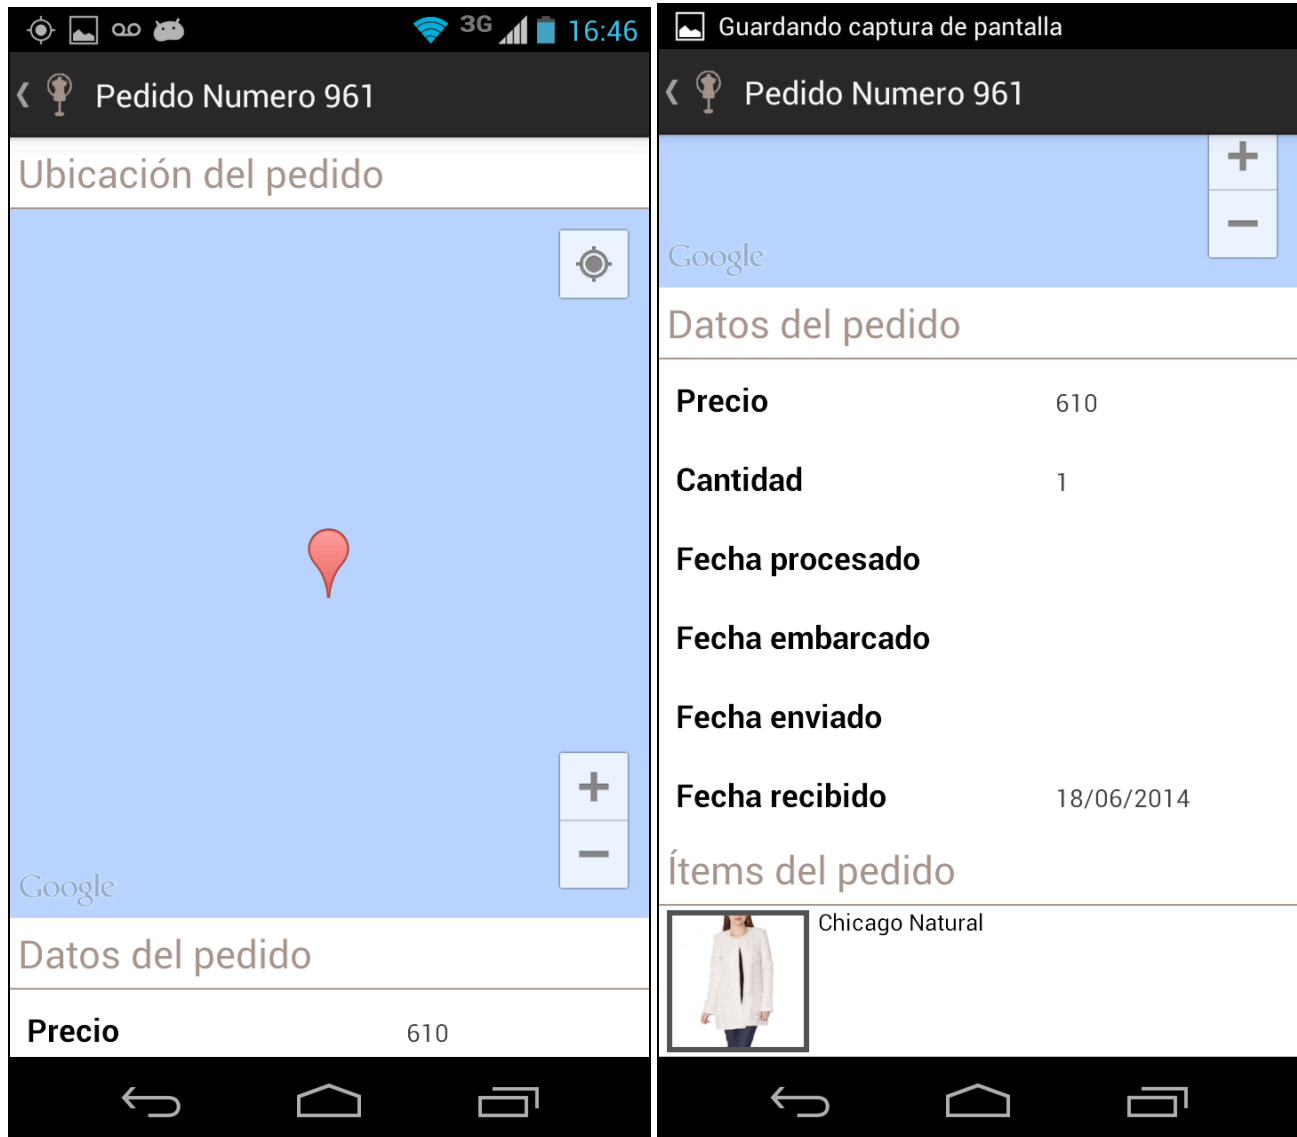 3G 16:46
Pedido Numero 961
Ubicación del pedido
Google
Datos del pedido
Precio 610
Guardando captura de pantalla
Pedido Numero 961
Google
Datos del pedido
Precio 610
Cantidad 1
Fecha procesado
Fecha embarcado
Fecha enviado
Fecha recibido 18/06/2014
Ítems del pedido
Chicago Natural